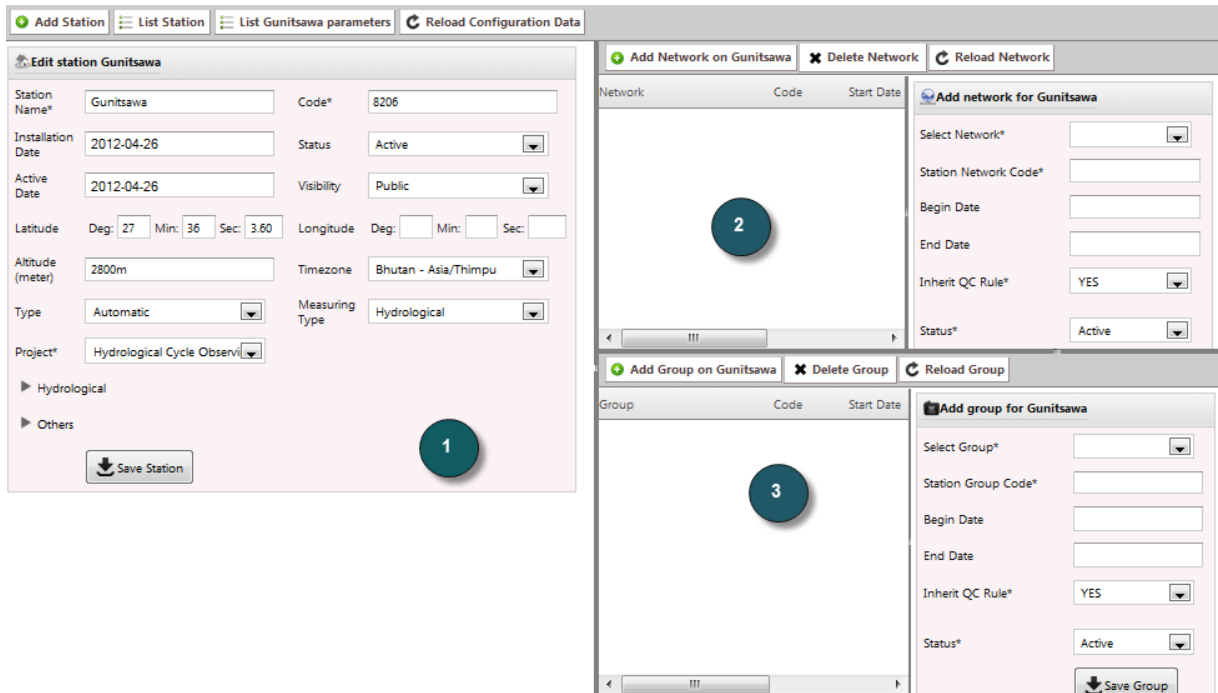 Add Station List Station List Gunitsawa parameters Reload Configuration Data
Edit station Gunitsawa
Station Name* Gunitsawa Code* 8206
Installation Date 2012-04-26 Status Active
Active Date 2012-04-26 Visibility Public
Latitude Deg: 27 Min: 36 Sec: 3.60 Longitude Deg: Min: Sec:
Altitude (meter) 2800m Timezone Bhutan - Asia/Thimpu
Type Automatic Measuring Type Hydrological
Project* Hydrological Cycle Observi
Hydrological
Others
1
Save Station
Add Network on Gunitsawa Delete Network Reload Network
Network Code Start Date
2
Add network for Gunitsawa
Select Network*
Station Network Code*
Begin Date
End Date
Inherit QC Rule* YES
Status* Active
Add Group on Gunitsawa Delete Group Reload Group
Group Code Start Date
3
Add group for Gunitsawa
Select Group*
Station Group Code*
Begin Date
End Date
Inherit QC Rule* YES
Status* Active
Save Group